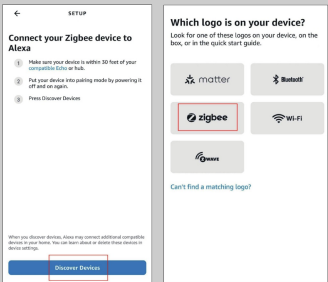 SETUP
Connect your Zigbee device to
Alexa
1 Make sure your device is within 30 feet of your
compatible Echo or hub.
2 Put your device into pairing mode by powering it
off and on again.
3 Press Discover Devices
When you discover devices, Alexa may connect additional compatible
devices in your home. You can learn about or delete these devices in
device settings.
Discover Devices
Which logo is on your device?
Look for one of these logos on your device, on the
box, or in the quick start guide.
matter
Bluetooth
zigbee
Wi-Fi
Z WAVE
Can't find a matching logo?